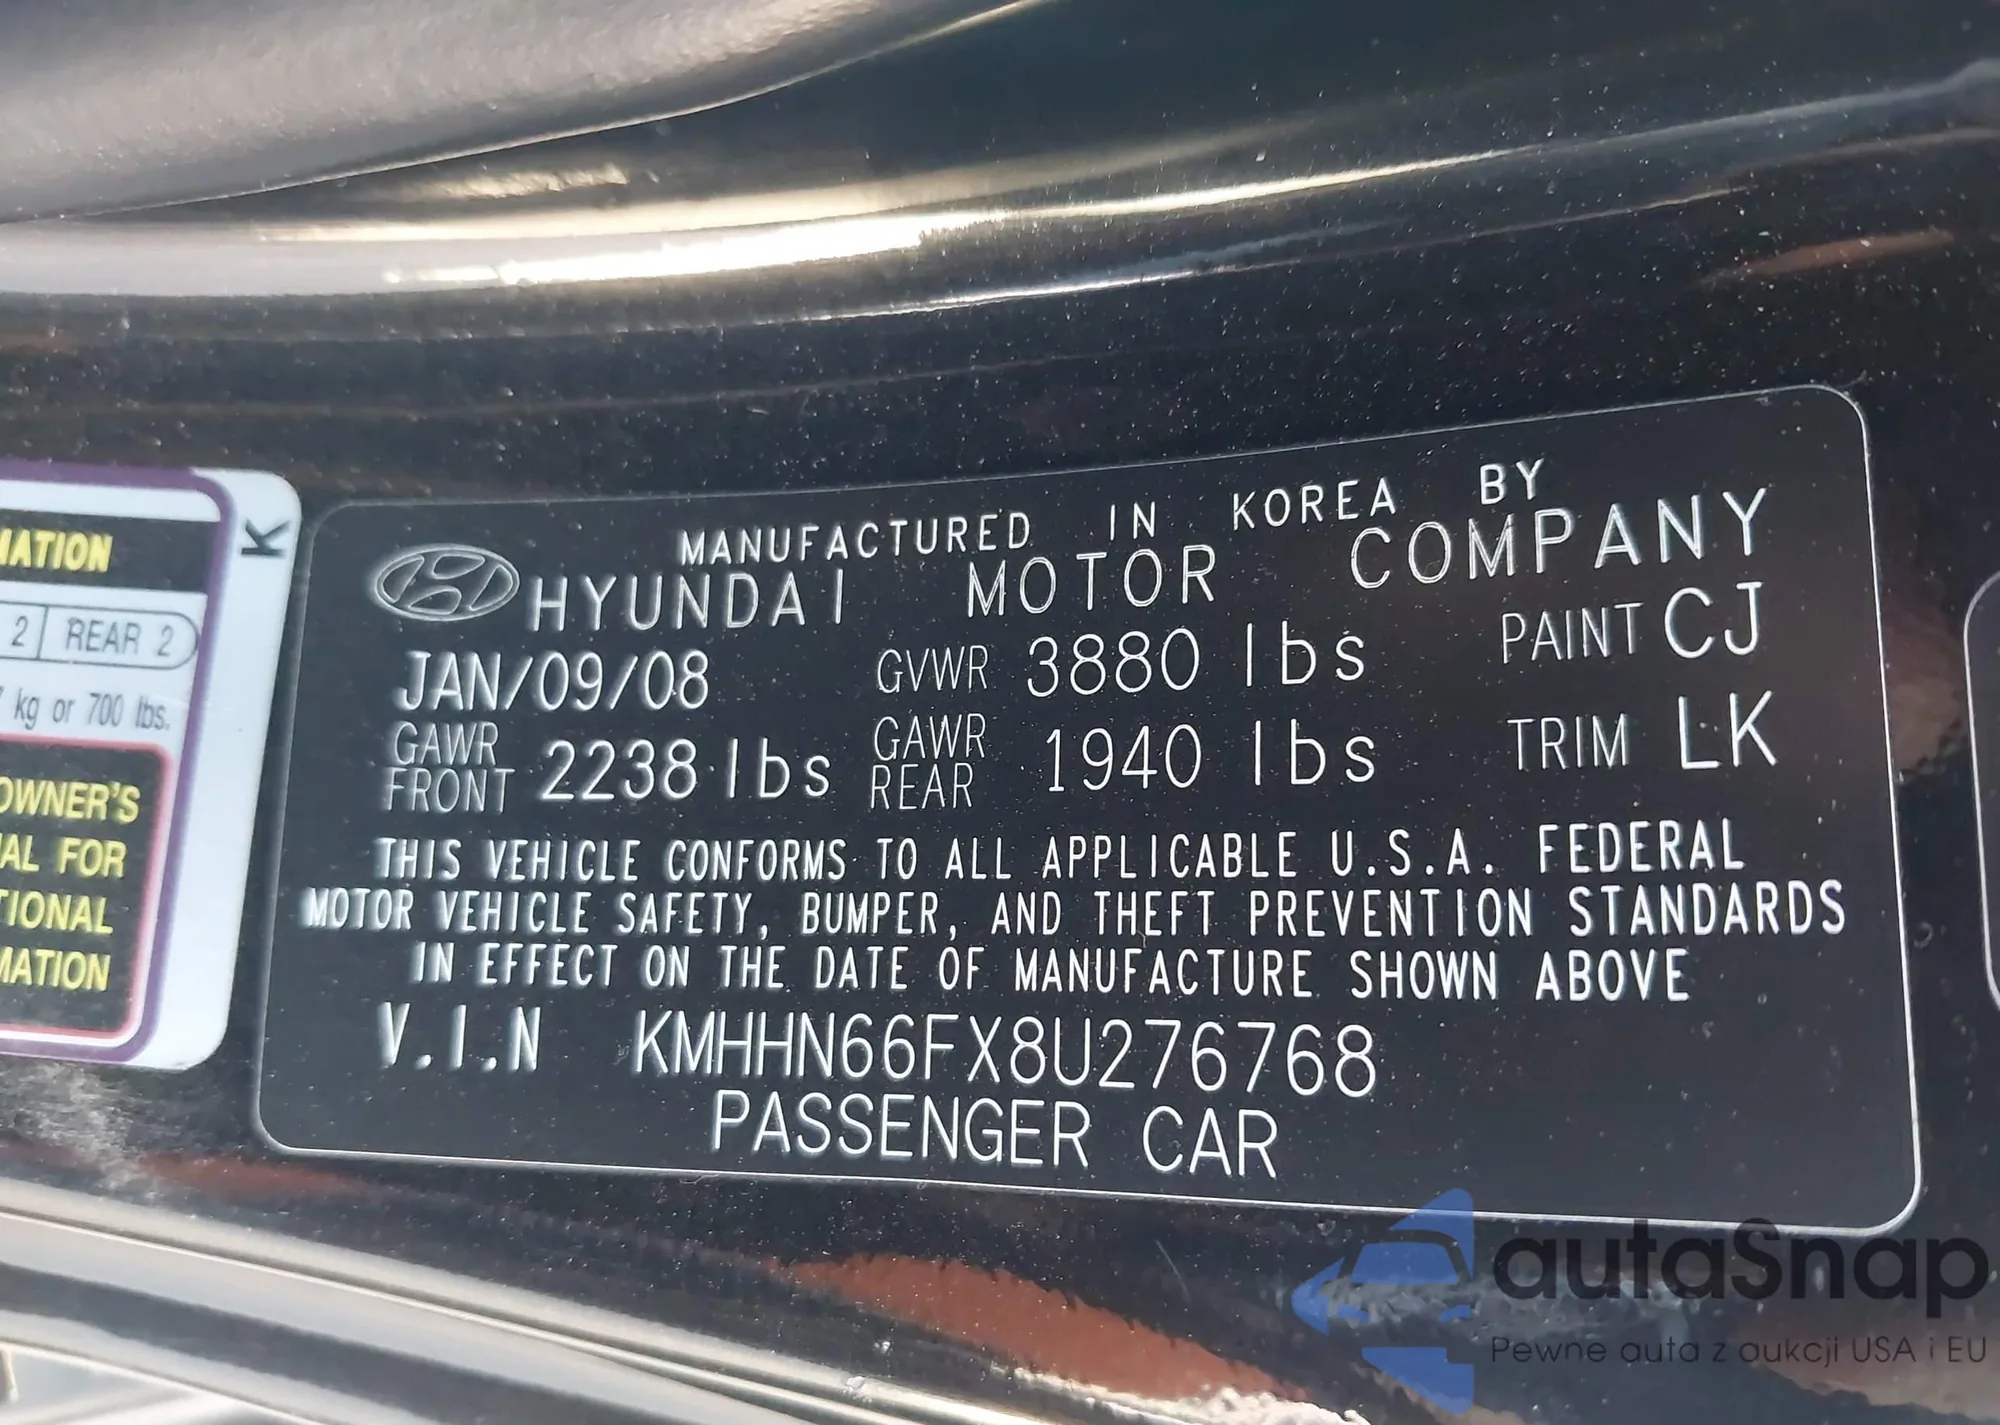 MANUFACTURED IN KOREA BY
HYUNDAI MOTOR COMPANY
JAN/09/08 GVWR 3880 lbs PAINT CJ
GAWR FRONT 2238 lbs GAWR REAR 1940 lbs TRIM LK
THIS VEHICLE CONFORMS TO ALL APPLICABLE U.S.A. FEDERAL
MOTOR VEHICLE SAFETY, BUMPER, AND THEFT PREVENTION STANDARDS
IN EFFECT ON THE DATE OF MANUFACTURE SHOWN ABOVE
V.I.N KMHHN66FX8U276768
PASSENGER CAR
K
MATION
2 REAR 2
7 kg or 700 lbs.
OWNER'S
AL FOR
TIONAL
MATION
autaSnap
Pewne auta z aukcji USA i EU